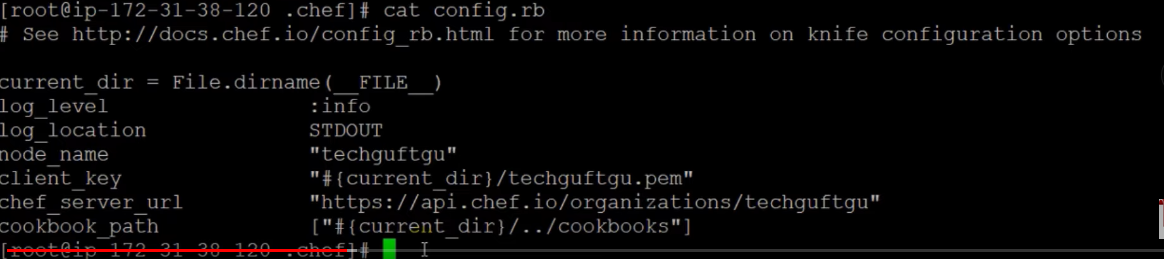 [root@ip-172-31-38-120 .chef]# cat config.rb
# See http://docs.chef.io/config_rb.html for more information on knife configuration options
current_dir = File.dirname(__FILE__)
log_level                :info
log_location             STDOUT
node_name                "techguftgu"
client_key               "#{current_dir}/techguftgu.pem"
chef_server_url          "https://api.chef.io/organizations/techguftgu"
cookbook_path            ["#{current_dir}/../cookbooks"]
[root@ip-172-31-38-120 .chef]#